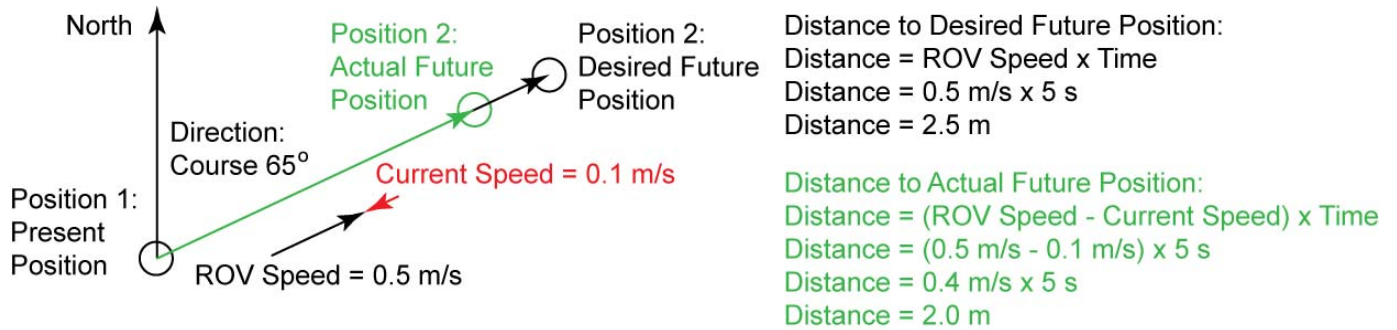 North
Position 2:
Actual Future
Position
Position 2:
Desired Future
Position
Direction:
Course 65°
Current Speed = 0.1 m/s
Position 1:
Present
Position
ROV Speed = 0.5 m/s
Distance to Desired Future Position:
Distance = ROV Speed x Time
Distance = 0.5 m/s x 5 s
Distance = 2.5 m
Distance to Actual Future Position:
Distance = (ROV Speed - Current Speed) x Time
Distance = (0.5 m/s - 0.1 m/s) x 5 s
Distance = 0.4 m/s x 5 s
Distance = 2.0 m